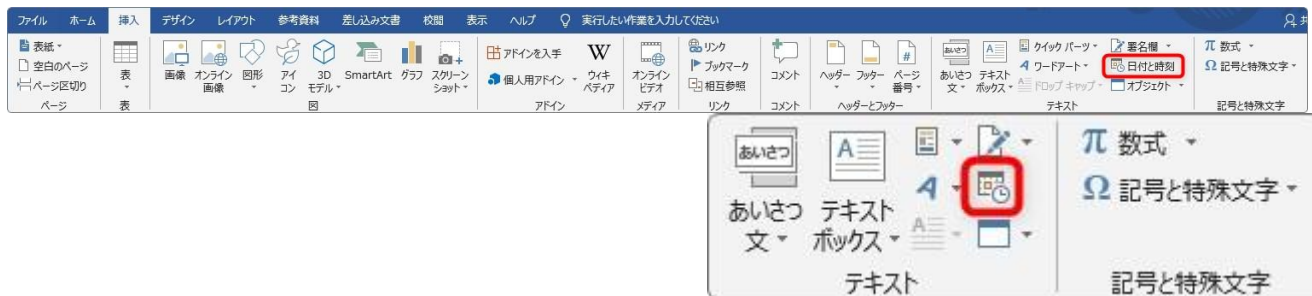 ファイル ホーム 挿入 デザイン レイアウト 参考資料 差し込み文書 校閲 表示 ヘルプ 実行したい作業を入力してください 共
表紙
空白のページ
ページ区切り
ページ
表
表
画像
オンライン
画像
図形
アイ
コン
3D
モデル
SmartArt
グラフ
スクリーン
ショット
図
アドインを入手
個人用アドイン
W
ウィキ
ペディア
アドイン
オンライン
ビデオ
メディア
リンク
ブックマーク
相互参照
リンク
コメント
コメント
ヘッダー
フッター
#
ページ
番号
ヘッダーとフッター
あいさつ
あいさつ
文
A
テキスト
ボックス
クイック パーツ
ワードアート
ドロップ キャップ
署名欄
日付と時刻
オブジェクト
テキスト
π 数式
Ω 記号と特殊文字
記号と特殊文字
あいさつ
あいさつ
文
A
テキスト
ボックス
A
A
テキスト
π 数式
Ω 記号と特殊文字
記号と特殊文字